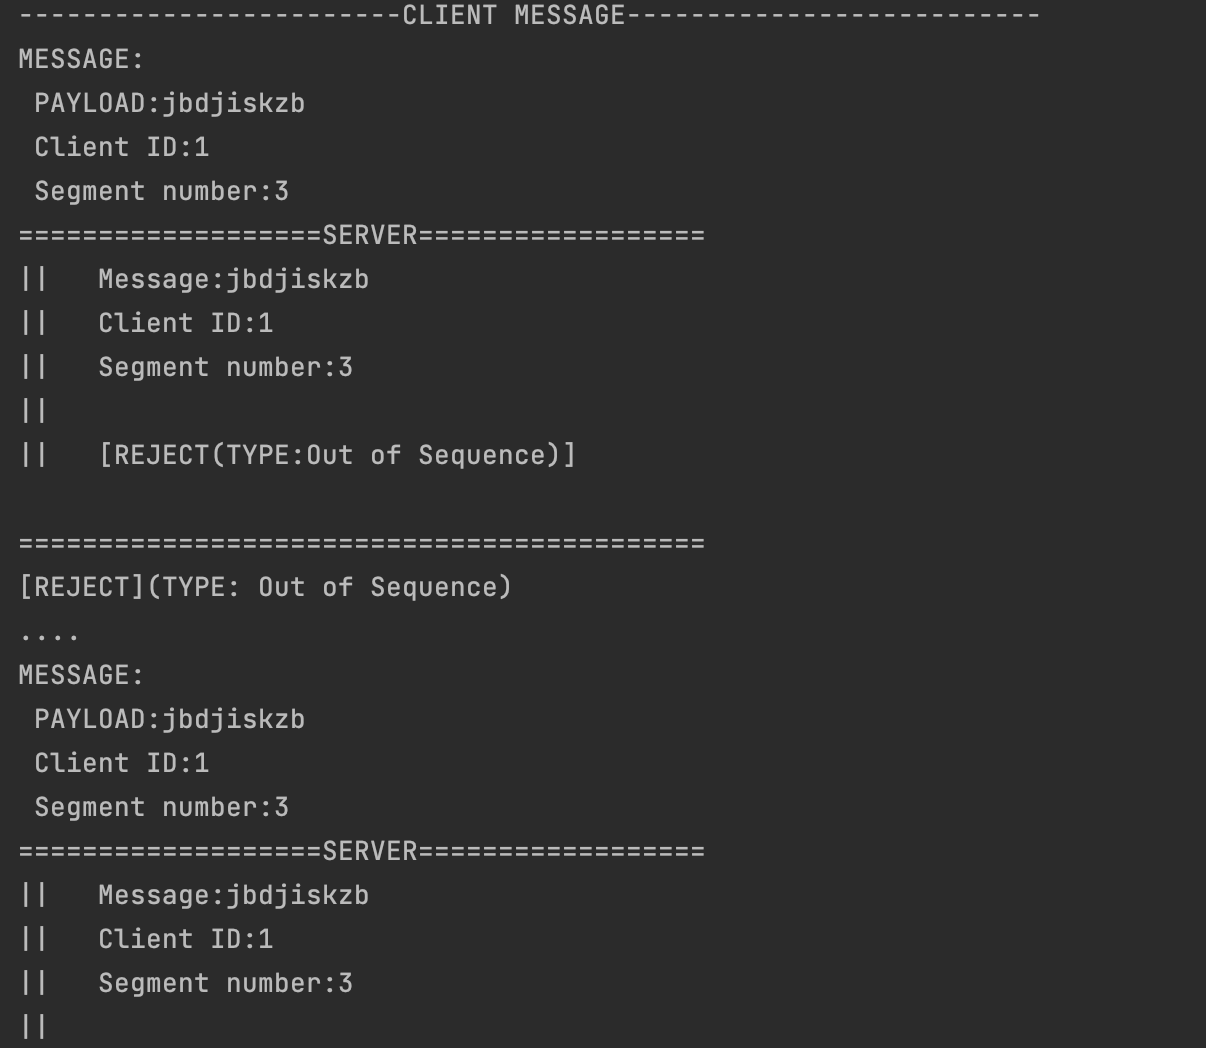 ------------------------CLIENT MESSAGE--------------------------
MESSAGE:
 PAYLOAD:jbdjiskzb
 Client ID:1
 Segment number:3
===================SERVER==================
||   Message:jbdjiskzb
||   Client ID:1
||   Segment number:3
||
||   [REJECT(TYPE:Out of Sequence)]

===========================================
[REJECT](TYPE: Out of Sequence)
....
MESSAGE:
 PAYLOAD:jbdjiskzb
 Client ID:1
 Segment number:3
===================SERVER==================
||   Message:jbdjiskzb
||   Client ID:1
||   Segment number:3
||